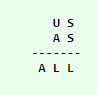 U S
A S
-------
A L L